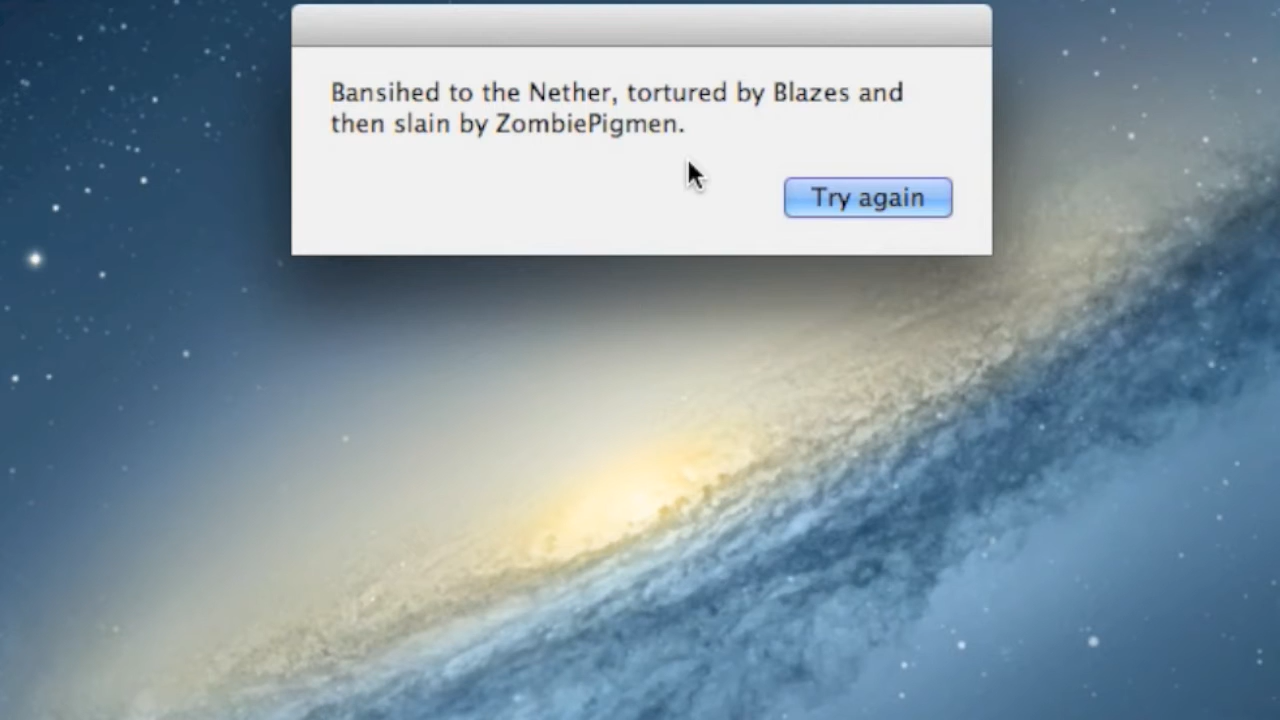 Bansihed to the Nether, tortured by Blazes and
then slain by ZombiePigmen.
Try again